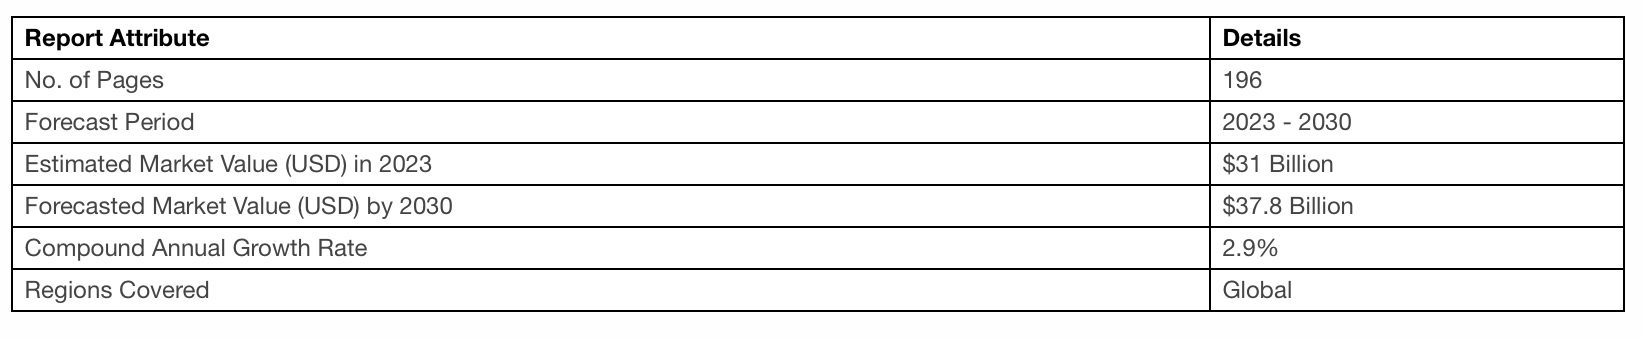 Report Attribute Details
No. of Pages 196
Forecast Period 2023 - 2030
Estimated Market Value (USD) in 2023 $31 Billion
Forecasted Market Value (USD) by 2030 $37.8 Billion
Compound Annual Growth Rate 2.9%
Regions Covered Global